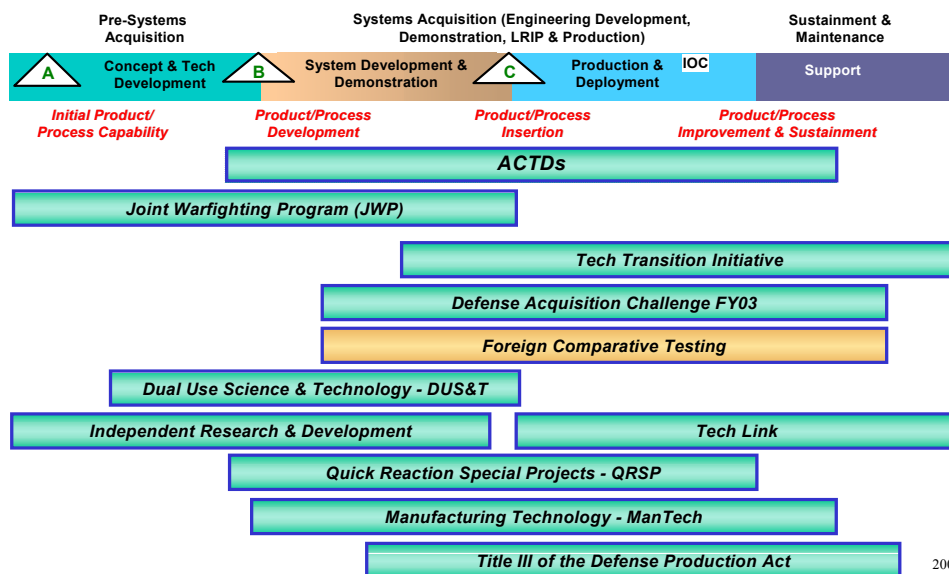 Pre-Systems
Acquisition
Systems Acquisition (Engineering Development,
Demonstration, LRIP & Production)
Sustainment &
Maintenance
A
Concept & Tech
Development
B
System Development &
Demonstration
C
Production &
Deployment
IOC
Support
Initial Product/
Process Capability
Product/Process
Development
Product/Process
Insertion
Product/Process
Improvement & Sustainment
ACTDs
Joint Warfighting Program (JWP)
Tech Transition Initiative
Defense Acquisition Challenge FY03
Foreign Comparative Testing
Dual Use Science & Technology - DUS&T
Independent Research & Development
Tech Link
Quick Reaction Special Projects - QRSP
Manufacturing Technology - ManTech
Title III of the Defense Production Act